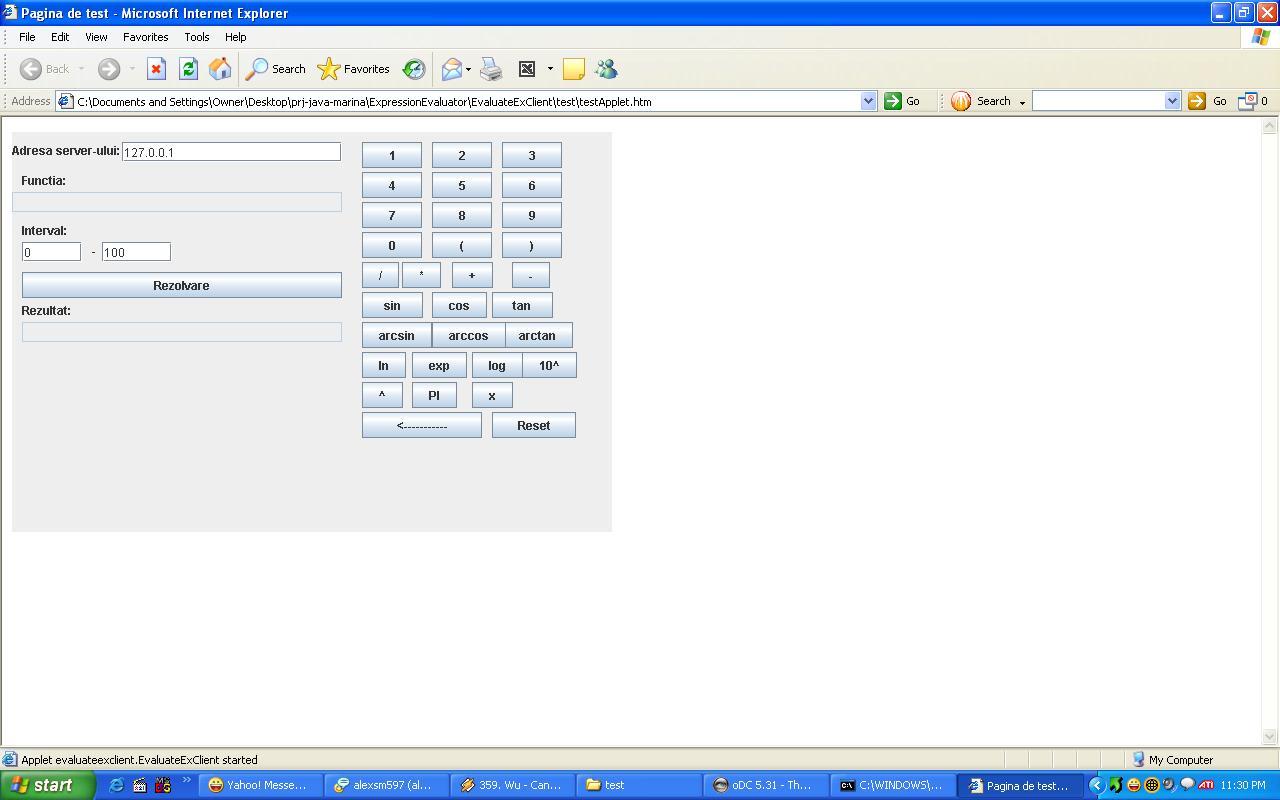 Pagina de test - Microsoft Internet Explorer
File Edit View Favorites Tools Help
Back Search Favorites
Address C:\Documents and Settings\Owner\Desktop\prj-java-marina\ExpressionEvaluator\EvaluateExClient\test\testApplet.htm Go Search Go 0
Adresa server-ului: 127.0.0.1
Functia:
Interval:
0 - 100
Rezolvare
Rezultat:
1 2 3
4 5 6
7 8 9
0 ( )
/ * + -
sin cos tan
arcsin arccos arctan
ln exp log 10^
^ PI x
<----------- Reset
Applet evaluateexclient.EvaluateExClient started My Computer
start Yahoo! Messe... alexsm597 (al... 359. Wu - Can... test oDC 5.31 - Th... C:\WINDOWS\... Pagina de test... ATI 11:30 PM